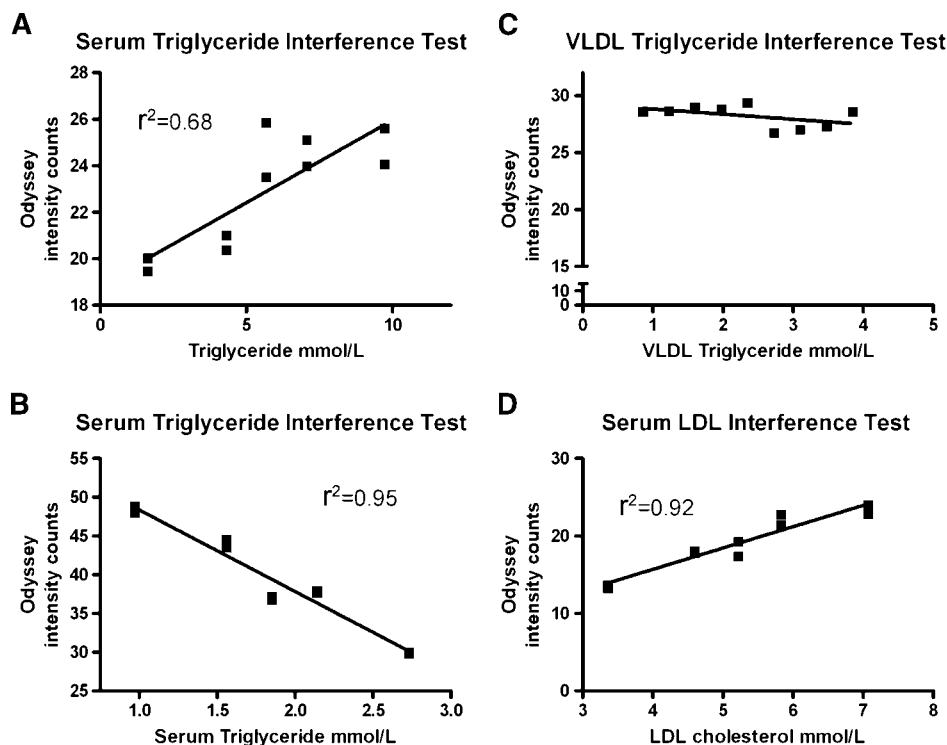 A
Serum Triglyceride Interference Test
28
26
24
22
20
18
r²=0.68
Odyssey
intensity counts
0
5
10
Triglyceride mmol/L
C
VLDL Triglyceride Interference Test
30
25
20
15
10
0
Odyssey
intensity counts
0
1
2
3
4
5
VLDL Triglyceride mmol/L
B
Serum Triglyceride Interference Test
55
50
45
40
35
30
25
r²=0.95
Odyssey
intensity counts
1.0
1.5
2.0
2.5
3.0
Serum Triglyceride mmol/L
D
Serum LDL Interference Test
30
20
10
0
r²=0.92
Odyssey
intensity counts
3
4
5
6
7
8
LDL cholesterol mmol/L